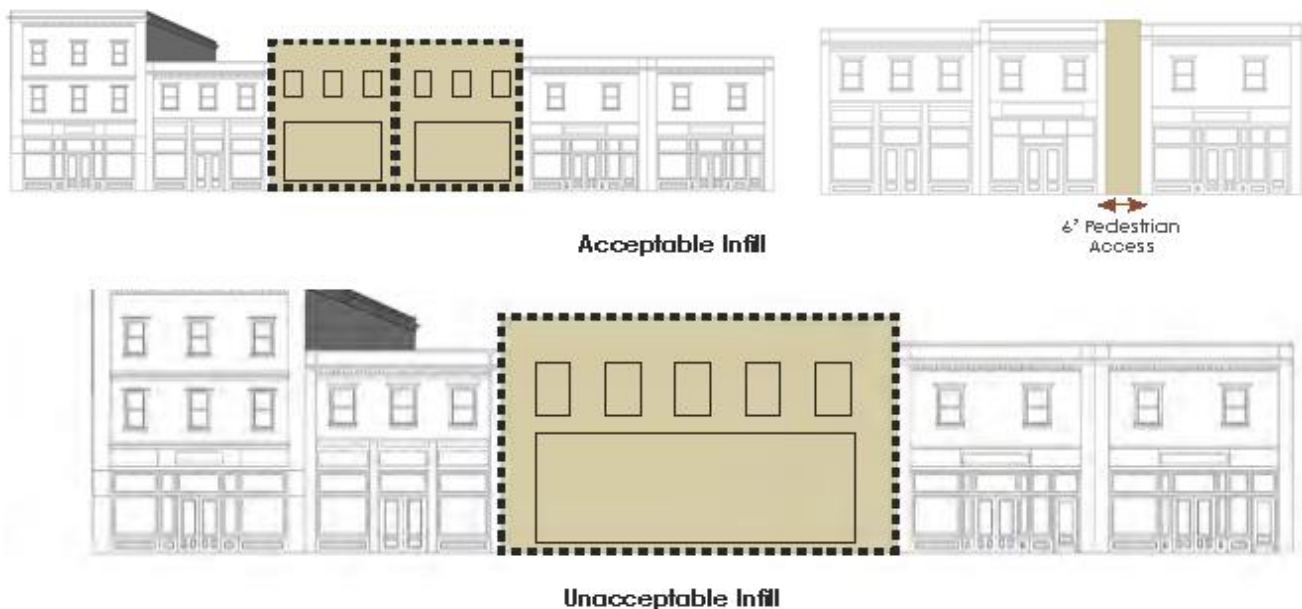 6' Pedestrian
Access
Acceptable Infill
Unacceptable Infill